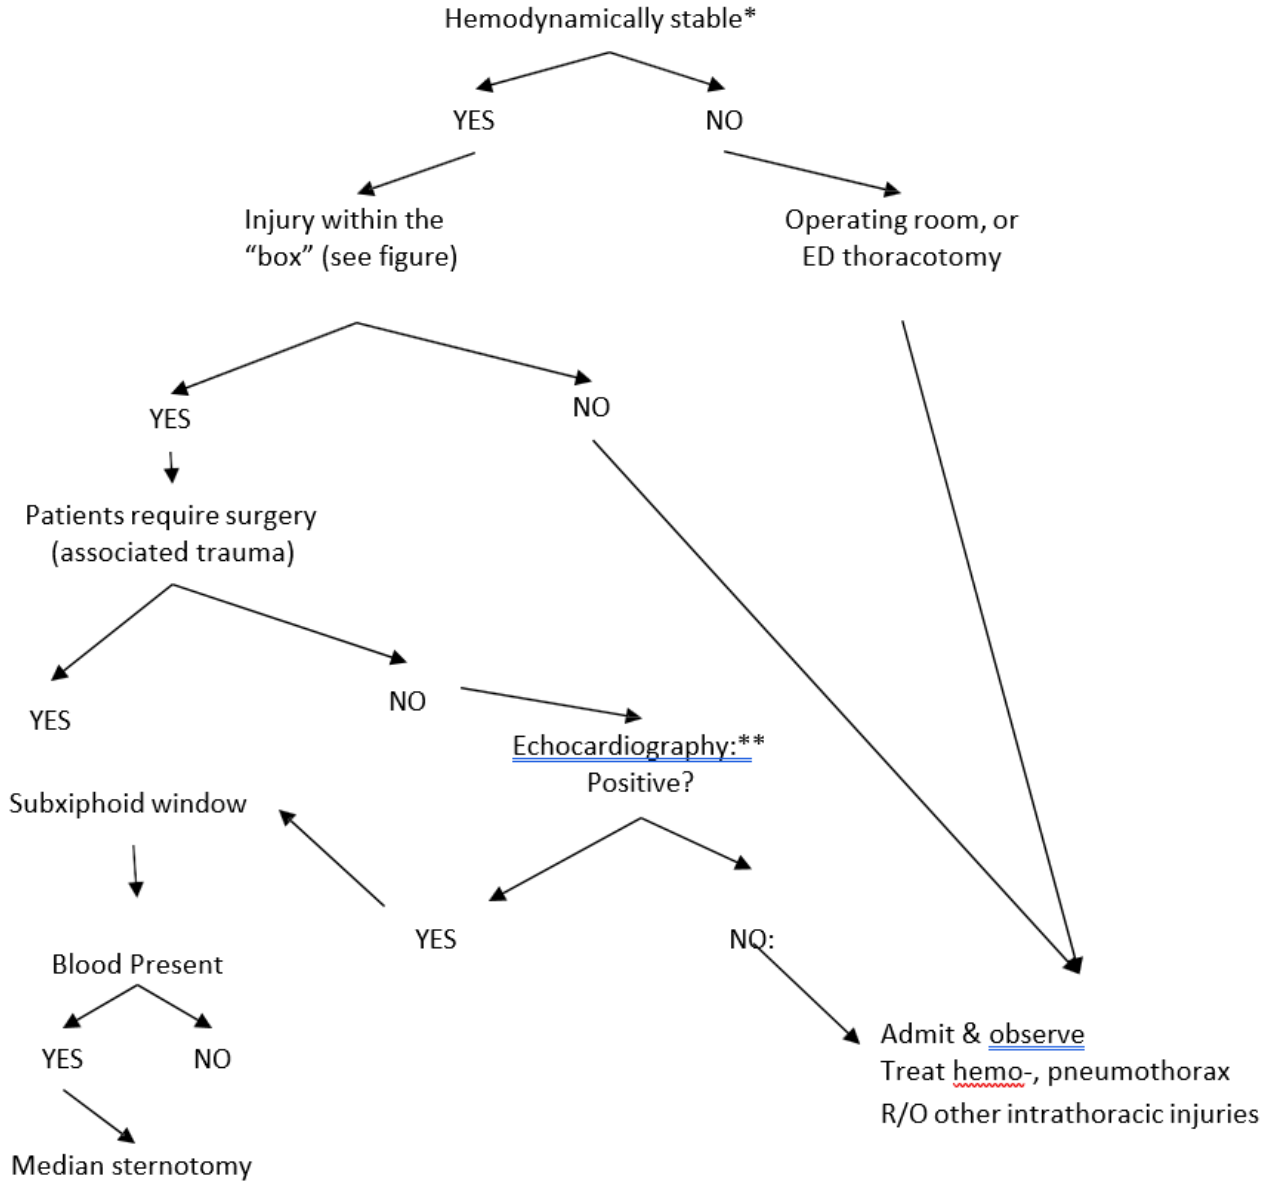 Hemodynamically stable*
YES
NO
Injury within the
“box” (see figure)
Operating room, or
ED thoracotomy
YES
NO
Patients require surgery
(associated trauma)
YES
NO
Echocardiography:**
Positive?
Subxiphoid window
YES
NO:
Blood Present
YES
NO
Admit & observe
Treat hemo-, pneumothorax
R/O other intrathoracic injuries
Median sternotomy